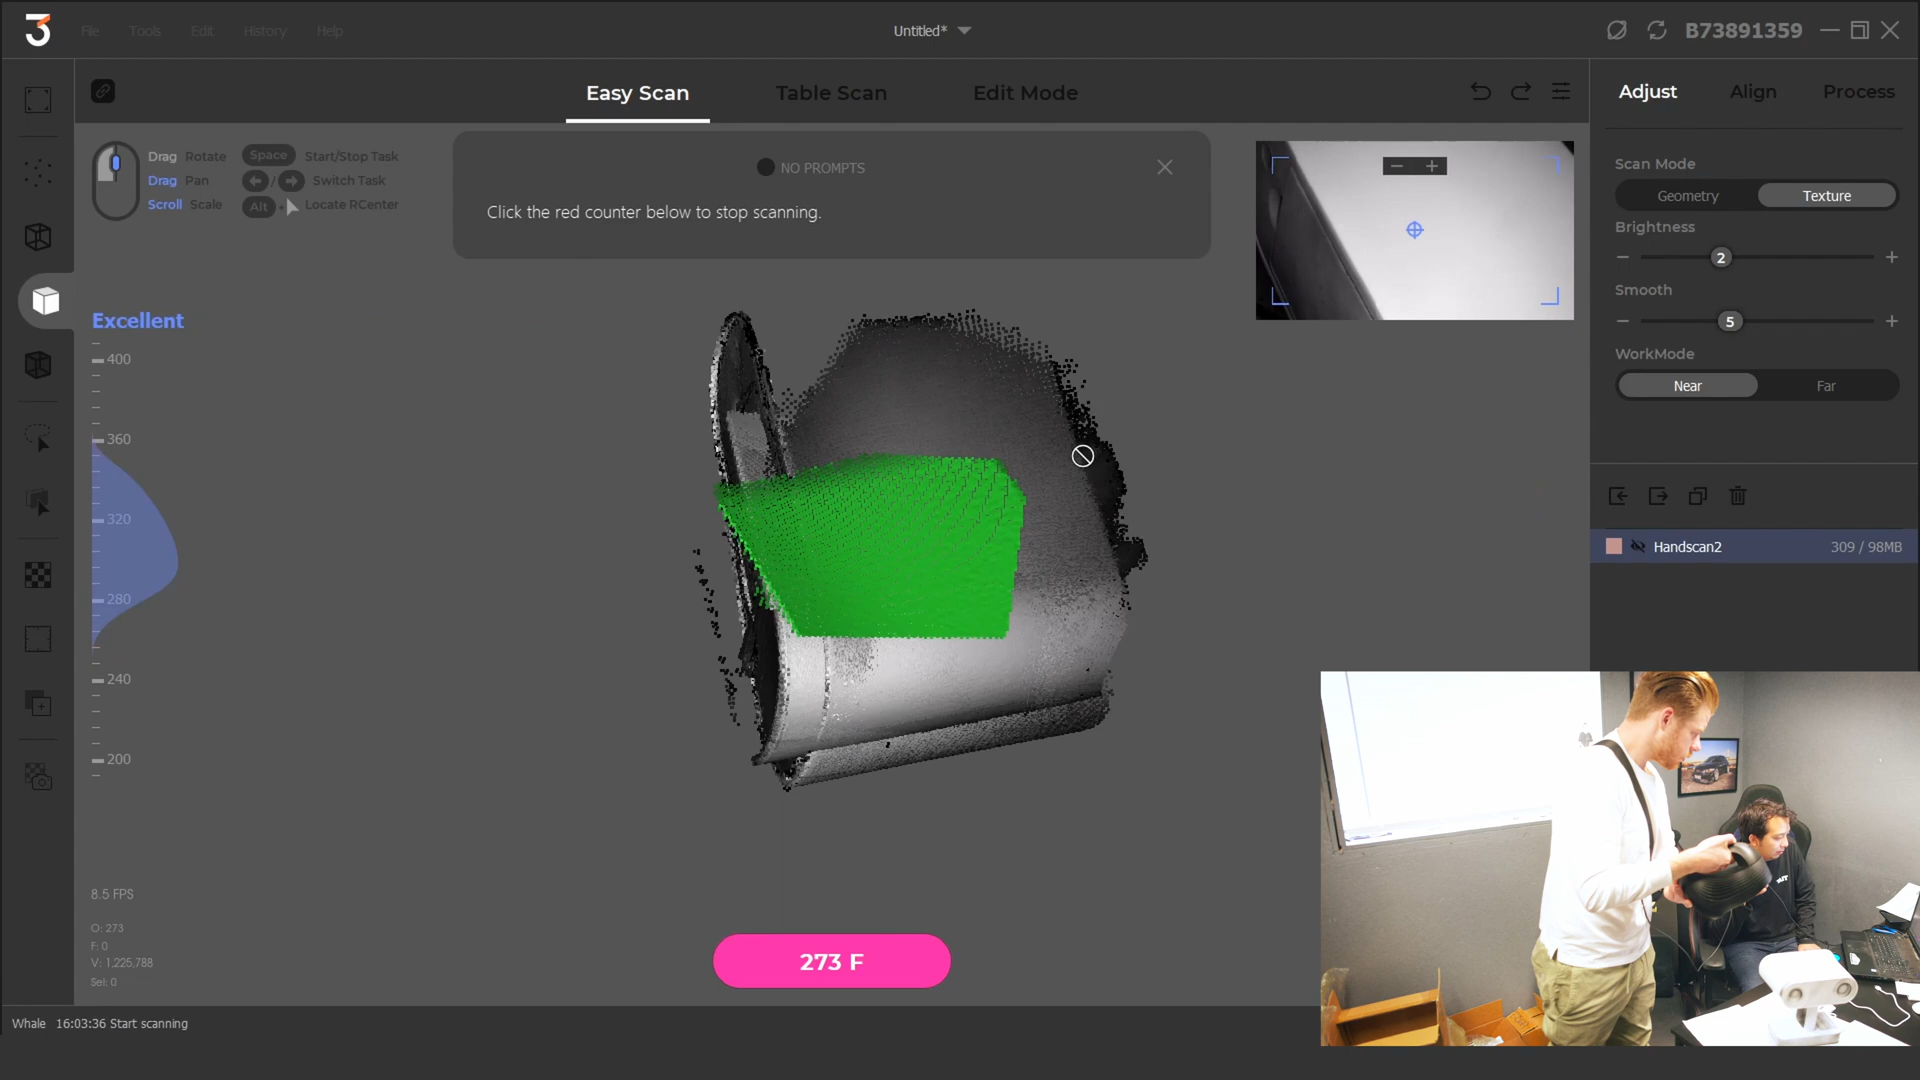 File Tools Edit History Help
Untitled*
B73891359
Easy Scan Table Scan Edit Mode
Adjust Align Process
Drag Rotate Space Start/Stop Task
Drag Pan / Switch Task
Scroll Scale Alt + Locate RCenter
NO PROMPTS
Click the red counter below to stop scanning.
Scan Mode
Geometry Texture
Brightness
2
Smooth
5
WorkMode
Near Far
Excellent
400
360
320
280
240
200
Handscan2 309 / 98MB
8.5 FPS
O: 273
F: 0
V: 1,225,788
Sel: 0
273 F
Whale 16:03:36 Start scanning